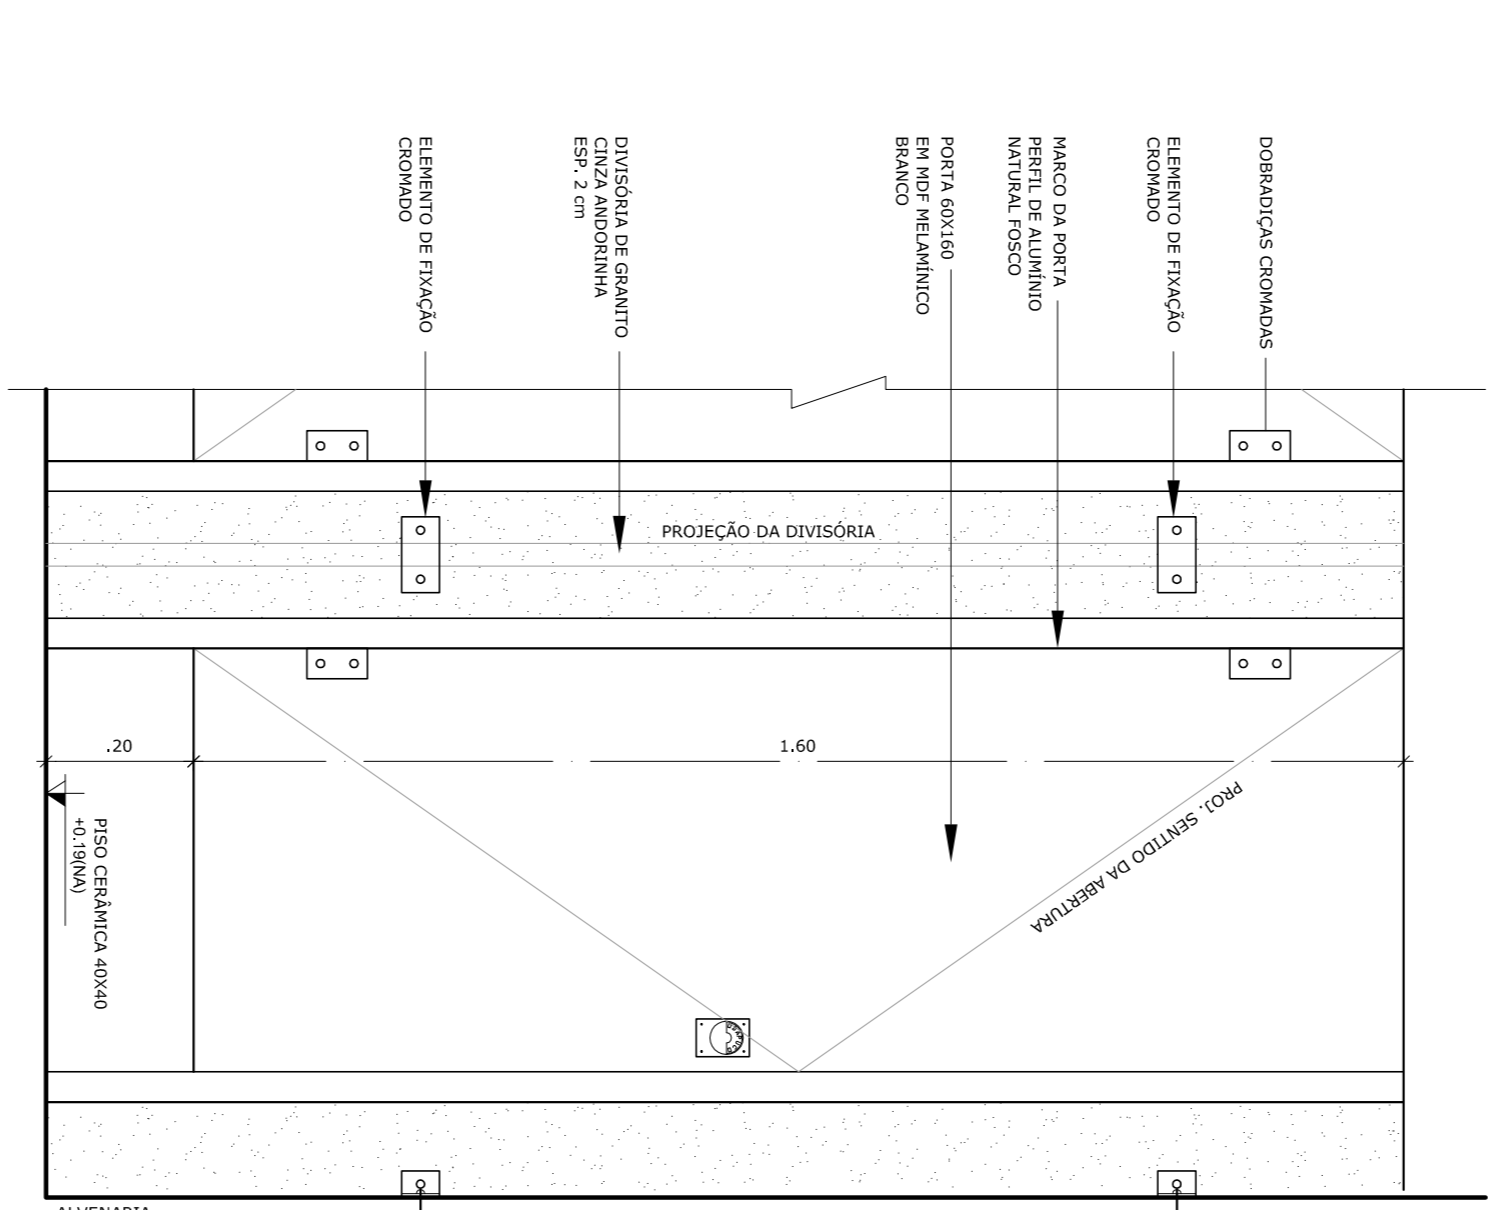 ELEMENTO DE FIXAÇÃO
CROMADO
DIVISÓRIA DE GRANITO
CINZA ANDORINHA
ESP. 2 cm
PORTA 60X160
EM MDF MELAMÍNICO
BRANCO
MARCO DA PORTA
PERFIL DE ALUMÍNIO
NATURAL FOSCO
ELEMENTO DE FIXAÇÃO
CROMADO
DOBRADIÇAS CROMADAS
PROJEÇÃO DA DIVISÓRIA
.20
1.60
PROJ. SENTIDO DA ABERTURA
PISO CERÂMICA 40X40
+0.19(NA)
ALVENARIA